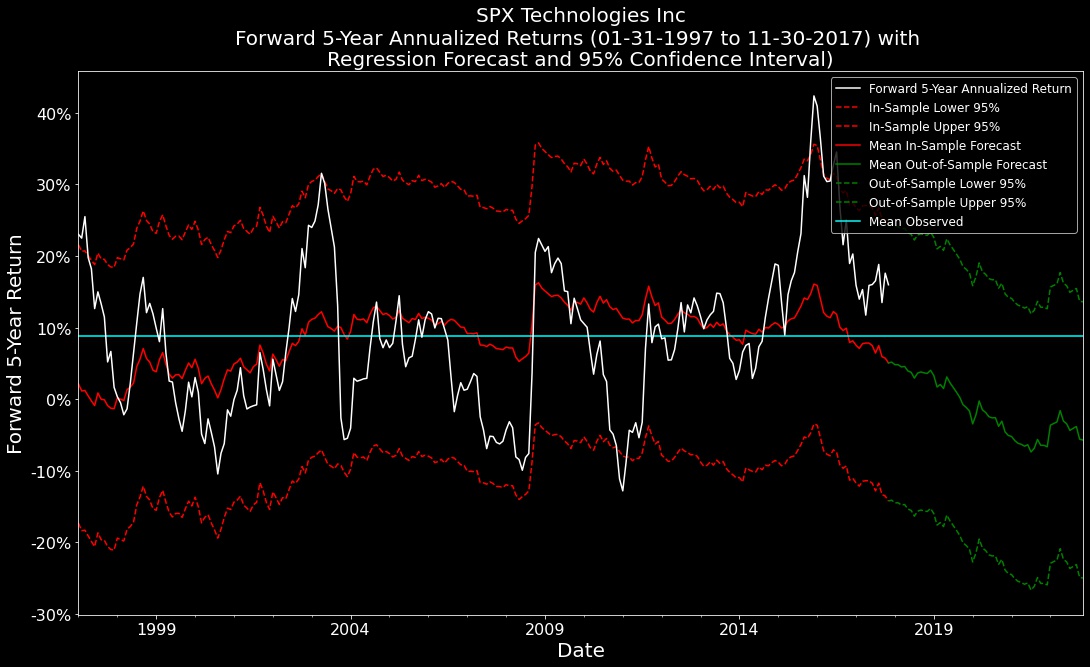 SPX Technologies Inc
Forward 5-Year Annualized Returns (01-31-1997 to 11-30-2017) with
Regression Forecast and 95% Confidence Interval)
Forward 5-Year Annualized Return
In-Sample Lower 95%
In-Sample Upper 95%
Mean In-Sample Forecast
Mean Out-of-Sample Forecast
Out-of-Sample Lower 95%
Out-of-Sample Upper 95%
Mean Observed
Forward 5-Year Return
40%
30%
20%
10%
0%
-10%
-20%
-30%
1999
2004
2009
2014
2019
Date